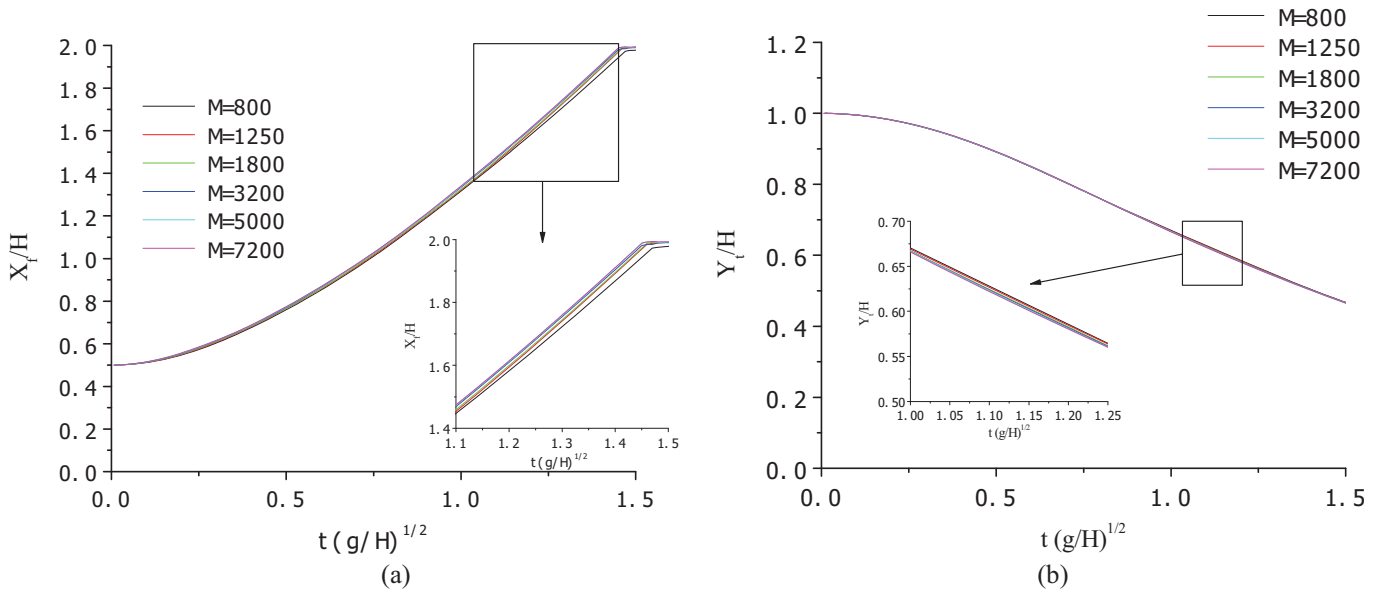 2.0
1.8
1.6
1.4
1.2
1.0
0.8
0.6
0.4
0.2
0.0
X_f/H
M=800
M=1250
M=1800
M=3200
M=5000
M=7200
2.0
1.8
1.6
1.4
X_f/H
1.1 1.2 1.3 1.4 1.5
t (g/H)^1/2
0.0 0.5 1.0 1.5
t (g/H)^1/2
(a)
M=800
M=1250
M=1800
M=3200
M=5000
M=7200
1.2
1.0
0.8
0.6
0.4
0.2
0.0
Y_t/H
0.70
0.65
0.60
0.55
0.50
Y_t/H
1.00 1.05 1.10 1.15 1.20 1.25
t (g/H)^1/2
0.0 0.5 1.0 1.5
t (g/H)^1/2
(b)